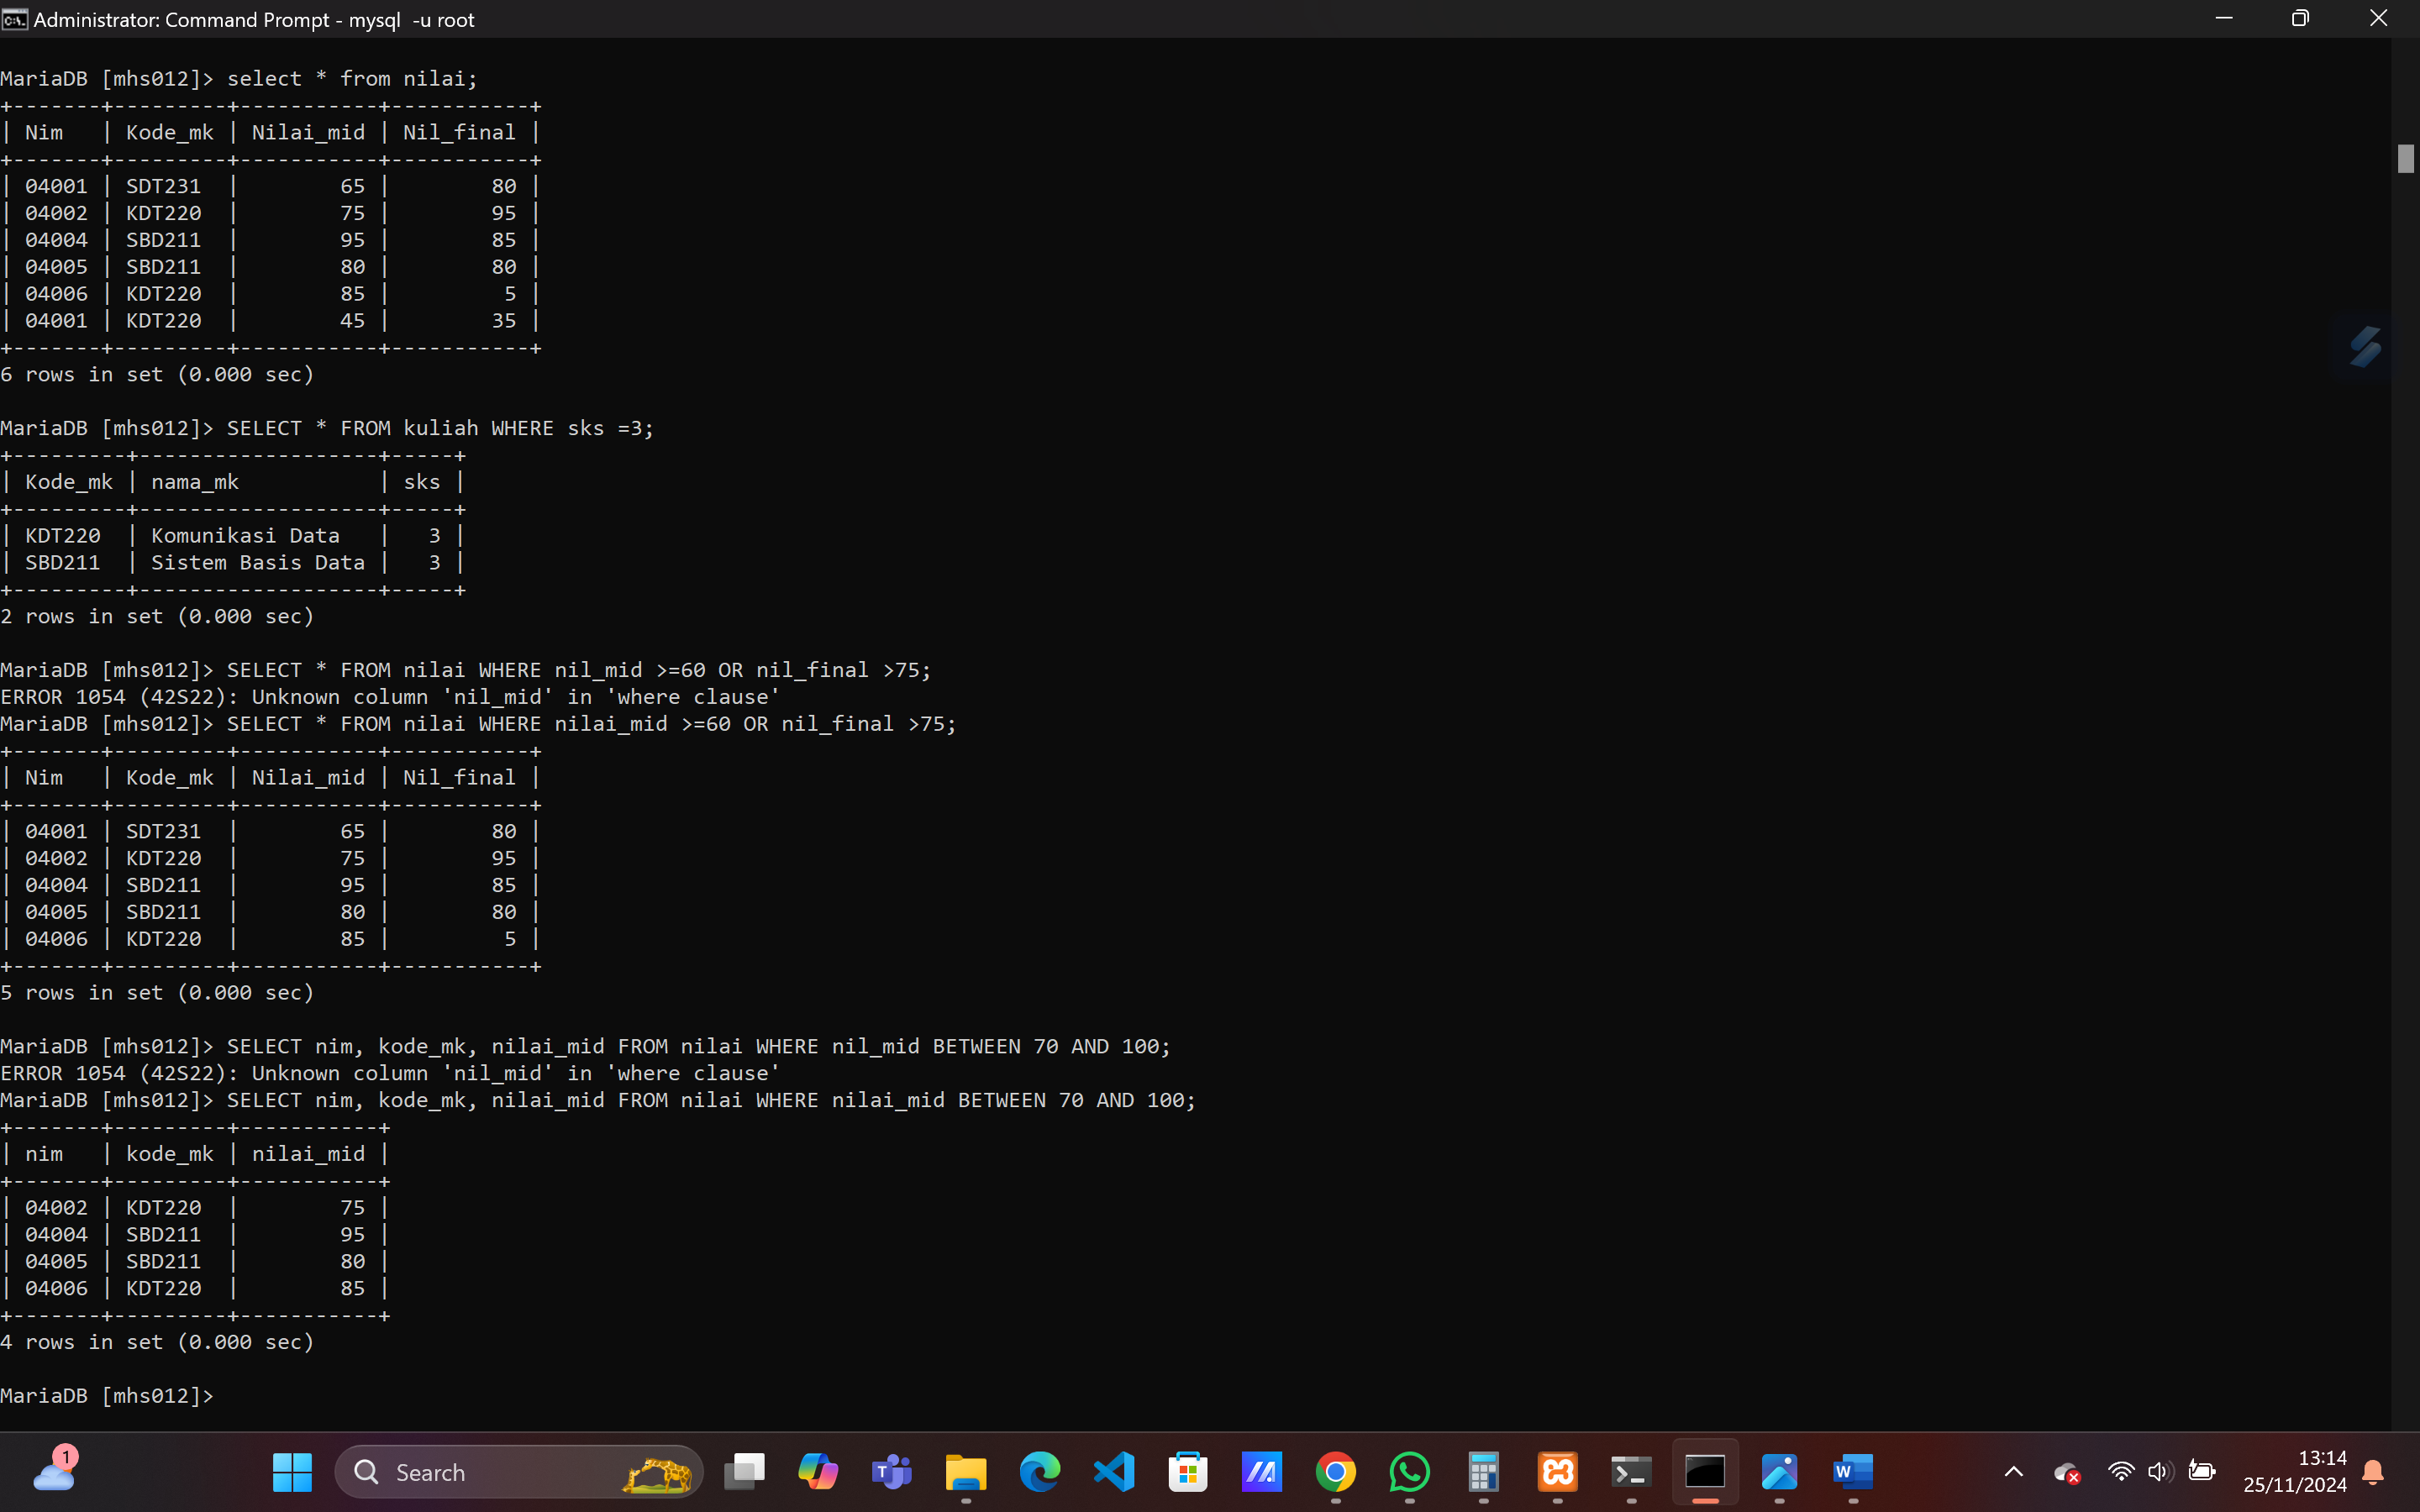 Administrator: Command Prompt - mysql  -u root
MariaDB [mhs012]> select * from nilai;
+-------+---------+-----------+-----------+
| Nim   | Kode_mk | Nilai_mid | Nil_final |
+-------+---------+-----------+-----------+
| 04001 | SDT231  |        65 |        80 |
| 04002 | KDT220  |        75 |        95 |
| 04004 | SBD211  |        95 |        85 |
| 04005 | SBD211  |        80 |        80 |
| 04006 | KDT220  |        85 |         5 |
| 04001 | KDT220  |        45 |        35 |
+-------+---------+-----------+-----------+
6 rows in set (0.000 sec)
MariaDB [mhs012]> SELECT * FROM kuliah WHERE sks =3;
+---------+-------------------+-----+
| Kode_mk | nama_mk           | sks |
+---------+-------------------+-----+
| KDT220  | Komunikasi Data   |   3 |
| SBD211  | Sistem Basis Data |   3 |
+---------+-------------------+-----+
2 rows in set (0.000 sec)
MariaDB [mhs012]> SELECT * FROM nilai WHERE nil_mid >=60 OR nil_final >75;
ERROR 1054 (42S22): Unknown column 'nil_mid' in 'where clause'
MariaDB [mhs012]> SELECT * FROM nilai WHERE nilai_mid >=60 OR nil_final >75;
+-------+---------+-----------+-----------+
| Nim   | Kode_mk | Nilai_mid | Nil_final |
+-------+---------+-----------+-----------+
| 04001 | SDT231  |        65 |        80 |
| 04002 | KDT220  |        75 |        95 |
| 04004 | SBD211  |        95 |        85 |
| 04005 | SBD211  |        80 |        80 |
| 04006 | KDT220  |        85 |         5 |
+-------+---------+-----------+-----------+
5 rows in set (0.000 sec)
MariaDB [mhs012]> SELECT nim, kode_mk, nilai_mid FROM nilai WHERE nil_mid BETWEEN 70 AND 100;
ERROR 1054 (42S22): Unknown column 'nil_mid' in 'where clause'
MariaDB [mhs012]> SELECT nim, kode_mk, nilai_mid FROM nilai WHERE nilai_mid BETWEEN 70 AND 100;
+-------+---------+-----------+
| nim   | kode_mk | nilai_mid |
+-------+---------+-----------+
| 04002 | KDT220  |        75 |
| 04004 | SBD211  |        95 |
| 04005 | SBD211  |        80 |
| 04006 | KDT220  |        85 |
+-------+---------+-----------+
4 rows in set (0.000 sec)
MariaDB [mhs012]>
1
Search
13:14
25/11/2024